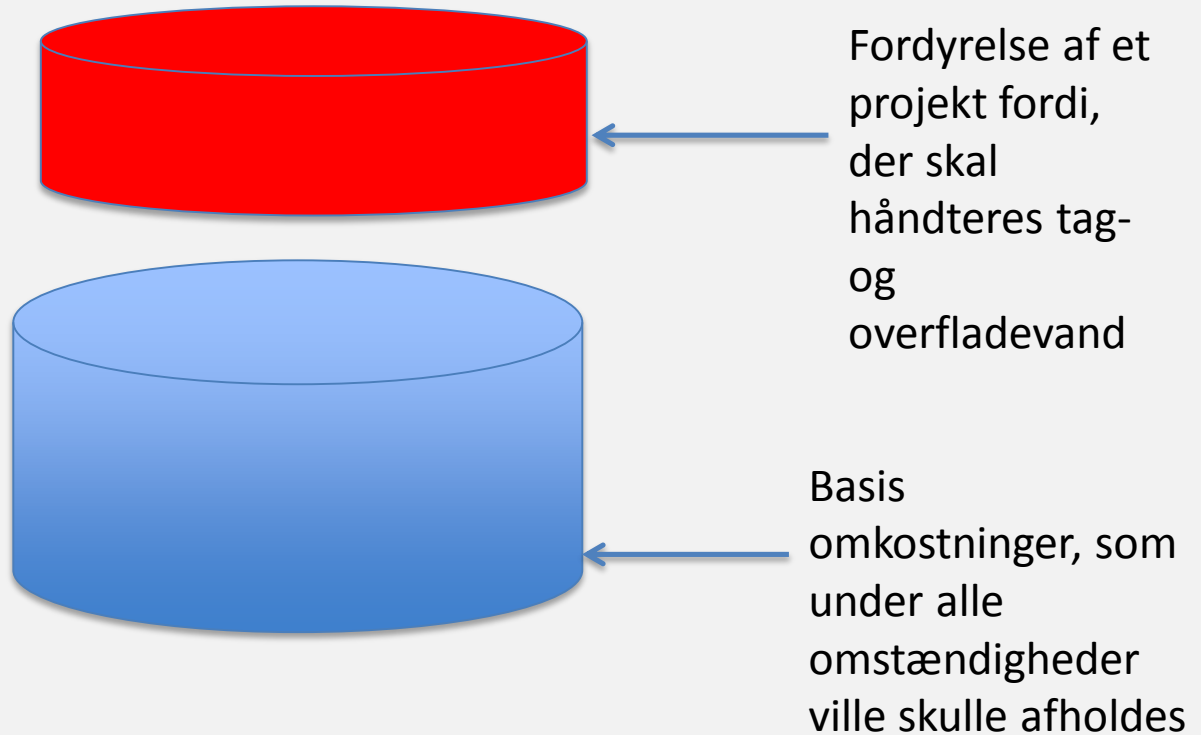 Fordyrelse af et
projekt fordi,
der skal
håndteres tag-
og
overfladevand
Basis
omkostninger, som
under alle
omstændigheder
ville skulle afholdes